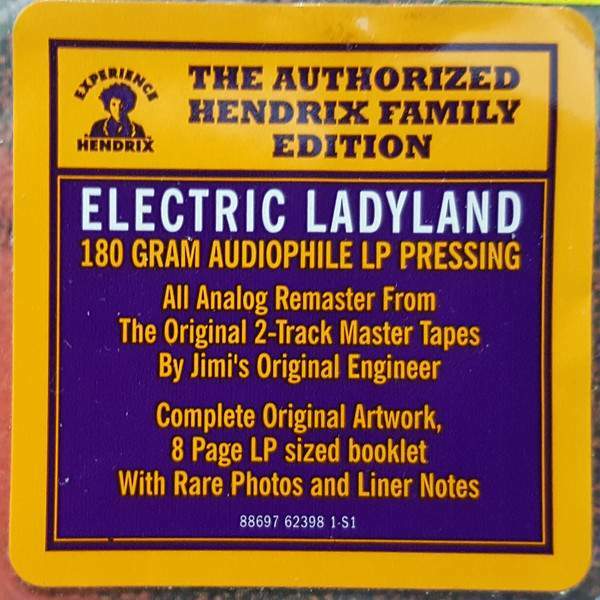 EXPERIENCE
HENDRIX
THE AUTHORIZED
HENDRIX FAMILY
EDITION
ELECTRIC LADYLAND
180 GRAM AUDIOPHILE LP PRESSING
All Analog Remaster From
The Original 2-Track Master Tapes
By Jimi's Original Engineer
Complete Original Artwork,
8 Page LP sized booklet
With Rare Photos and Liner Notes
88697 62398 1-S1